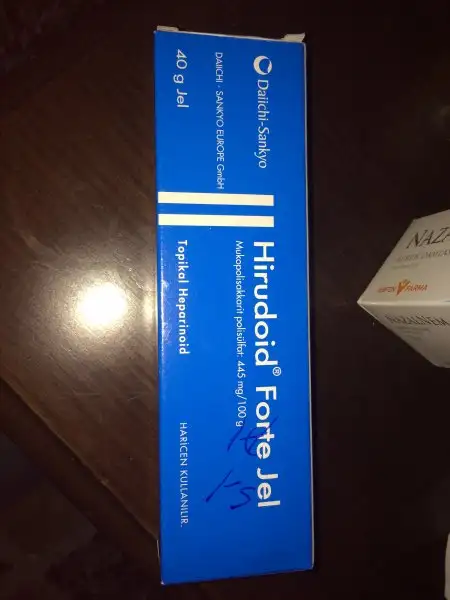 Daiichi-Sankyo
DAIICHI - SANKYO EUROPE GmbH
40 g Jel
Hirudoid® Forte Jel
Mukopolisakkarit polisülfat: 445 mg/100 g
Topikal Heparinoid
HARİCEN KULLANILIR.
FARMA